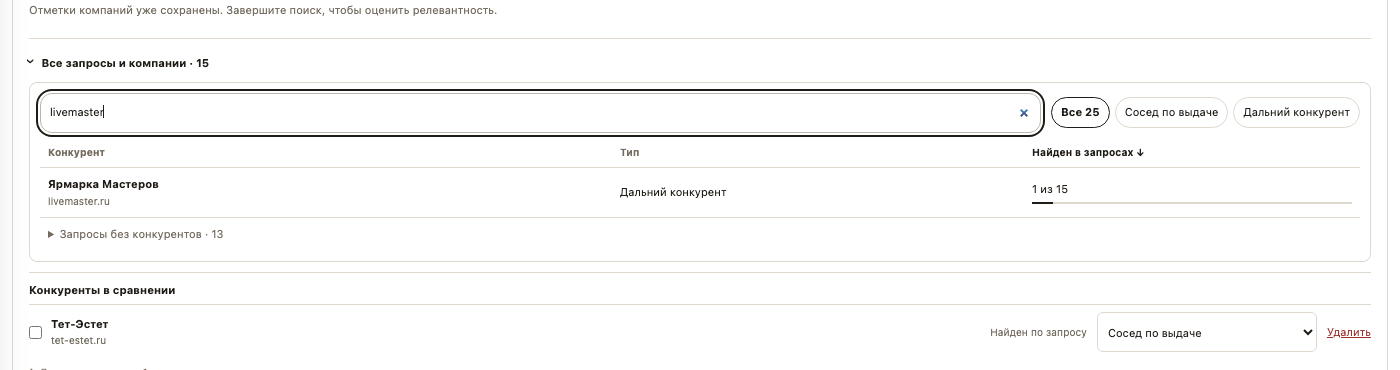 Отметки компаний уже сохранены. Завершите поиск, чтобы оценить релевантность.
Все запросы и компании · 15
livemaster ×
Все 25 Сосед по выдаче Дальний конкурент
Конкурент Тип Найден в запросах ↓
Ярмарка Мастеров
livemaster.ru
Дальний конкурент
1 из 15
Запросы без конкурентов · 13
Конкуренты в сравнении
Тет-Эстет
tet-estet.ru
Найден по запросу Сосед по выдаче Удалить